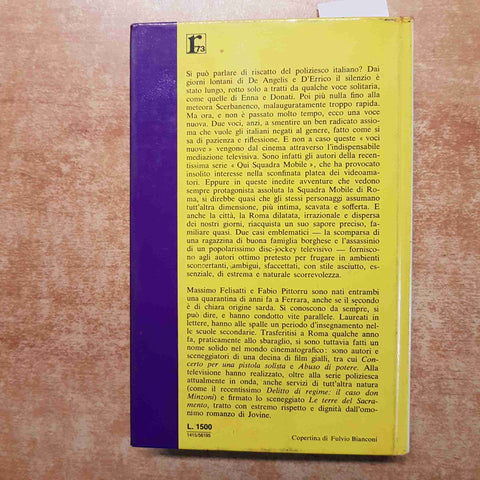 r
73
Si può parlare di riscatto del poliziesco italiano? Dai
giorni lontani di De Angelis e D'Errico il silenzio è
stato lungo, rotto solo a tratti da qualche voce solitaria,
come quelle di Enna e Donati. Poi più nulla fino alla
meteora Scerbanenco, malauguratamente troppo rapida.
Ma ora, e non è passato molto tempo, ecco una voce
nuova. Due voci, anzi, a smentire un ben radicato assio-
ma che vuole gli italiani negati al genere, fatto come si
sa di pazienza e riflessione. E non a caso queste « voci
nuove » vengono dal cinema attraverso l'indispensabile
mediazione televisiva. Sono infatti gli autori della recen-
tissima serie « Qui Squadra Mobile », che ha provocato
insolito interesse nella sconfinata platea dei videoama-
tori. Eppure in queste inedite avventure che vedono
sempre protagonista assoluta la Squadra Mobile di Ro-
ma, si direbbe quasi che gli stessi personaggi assumano
tutt'altra dimensione, più intima, scavata e sofferta. E
anche la città, la Roma dilatata, irrazionale e dispersa
dei nostri giorni, riacquista un suo sapore preciso, fa-
miliare quasi. Due casi emblematici — la scomparsa di
una ragazzina di buona famiglia borghese e l'assassinio
di un popolarissimo disc-jockey televisivo — fornisco-
no agli autori ottimo pretesto per frugare in ambienti
sconcertanti, ambigui, sfaccettati, con stile asciutto, es-
senziale, di estrema e naturale scorrevolezza.
Massimo Felisatti e Fabio Pittorru sono nati entrambi
una quarantina di anni fa a Ferrara, anche se il secondo
è di chiara origine sarda. Si conoscono da sempre, si
può dire, e hanno condotto vite parallele. Laureati in
lettere, hanno alle spalle un periodo d'insegnamento nel-
le scuole secondarie. Trasferitisi a Roma qualche anno
fa, praticamente allo sbaraglio, si sono tuttavia fatti un
nome solido nel mondo cinematografico: sono autori e
sceneggiatori di una decina di film gialli, tra cui Con-
certo per una pistola solista e Abuso di potere. Alla
televisione hanno realizzato, oltre alla serie poliziesca
attualmente in onda, anche servizi di tutt'altra natura
(come il recentissimo Delitto di regime: il caso don
Minzoni) e firmato lo sceneggiato Le terre del Sacra-
mento, tratto con estremo rispetto e dignità dall'omo-
nimo romanzo di Jovine.
L. 1500
1415/06195
Copertina di Fulvio Bianconi